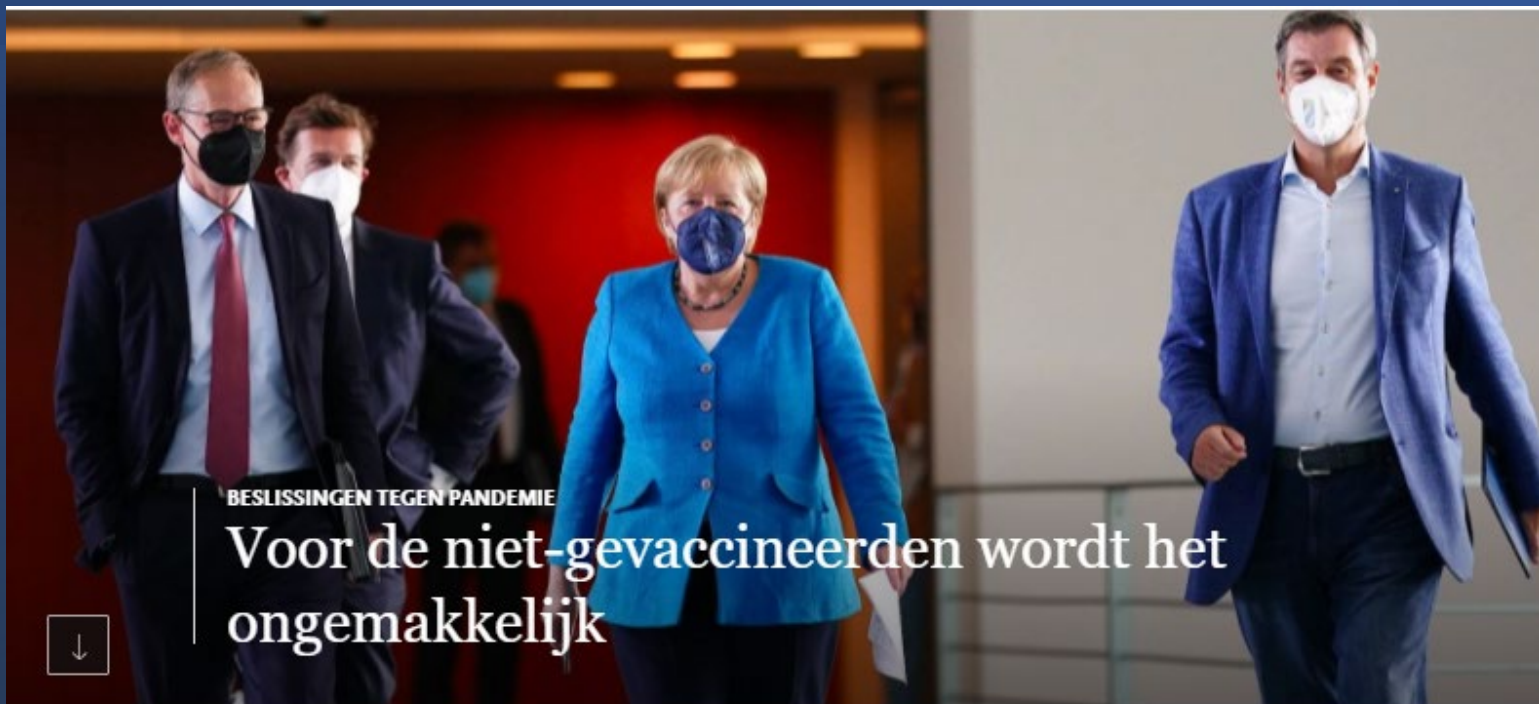 BESLISSINGEN TEGEN PANDEMIE
Voor de niet-gevaccineerden wordt het
ongemakkelijk